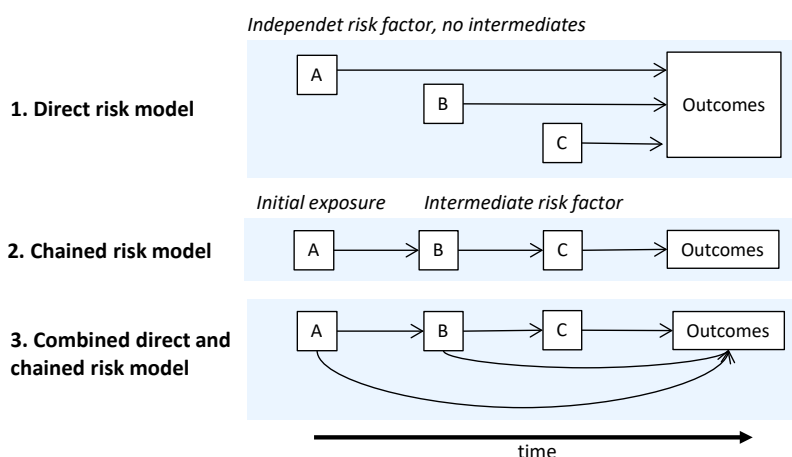 Independet risk factor, no intermediates
1. Direct risk model
A
B
C
Outcomes
Initial exposure
Intermediate risk factor
2. Chained risk model
A
B
C
Outcomes
3. Combined direct and
chained risk model
A
B
C
Outcomes
time